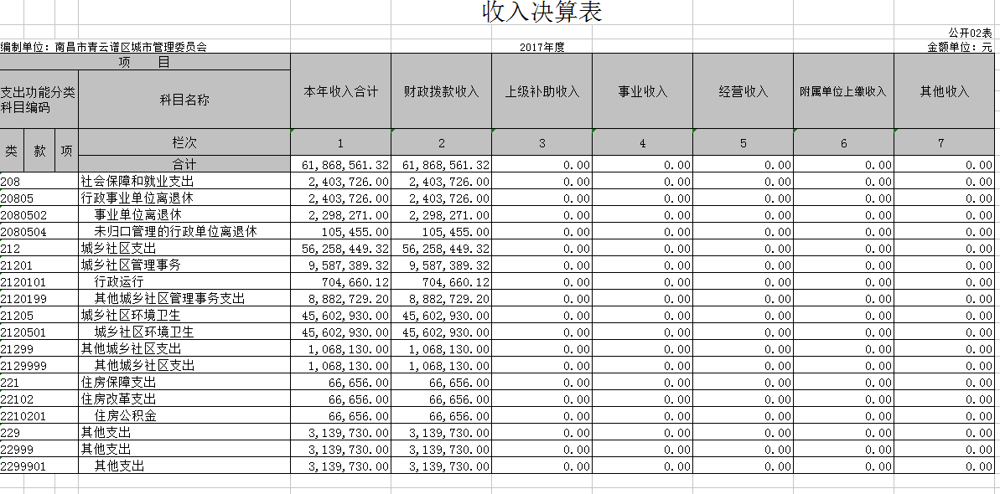 收入决算表
公开02表
编制单位：南昌市青云谱区城市管理委员会 2017年度 金额单位：元
项 目 本年收入合计 财政拨款收入 上级补助收入 事业收入 经营收入 附属单位上缴收入 其他收入
支出功能分类科目编码 科目名称
类 款 项 栏次 1 2 3 4 5 6 7
合计 61,868,561.32 61,868,561.32 0.00 0.00 0.00 0.00 0.00
208 社会保障和就业支出 2,403,726.00 2,403,726.00 0.00 0.00 0.00 0.00 0.00
20805 行政事业单位离退休 2,403,726.00 2,403,726.00 0.00 0.00 0.00 0.00 0.00
2080502 事业单位离退休 2,298,271.00 2,298,271.00 0.00 0.00 0.00 0.00 0.00
2080504 未归口管理的行政单位离退休 105,455.00 105,455.00 0.00 0.00 0.00 0.00 0.00
212 城乡社区支出 56,258,449.32 56,258,449.32 0.00 0.00 0.00 0.00 0.00
21201 城乡社区管理事务 9,587,389.32 9,587,389.32 0.00 0.00 0.00 0.00 0.00
2120101 行政运行 704,660.12 704,660.12 0.00 0.00 0.00 0.00 0.00
2120199 其他城乡社区管理事务支出 8,882,729.20 8,882,729.20 0.00 0.00 0.00 0.00 0.00
21205 城乡社区环境卫生 45,602,930.00 45,602,930.00 0.00 0.00 0.00 0.00 0.00
2120501 城乡社区环境卫生 45,602,930.00 45,602,930.00 0.00 0.00 0.00 0.00 0.00
21299 其他城乡社区支出 1,068,130.00 1,068,130.00 0.00 0.00 0.00 0.00 0.00
2129999 其他城乡社区支出 1,068,130.00 1,068,130.00 0.00 0.00 0.00 0.00 0.00
221 住房保障支出 66,656.00 66,656.00 0.00 0.00 0.00 0.00 0.00
22102 住房改革支出 66,656.00 66,656.00 0.00 0.00 0.00 0.00 0.00
2210201 住房公积金 66,656.00 66,656.00 0.00 0.00 0.00 0.00 0.00
229 其他支出 3,139,730.00 3,139,730.00 0.00 0.00 0.00 0.00 0.00
22999 其他支出 3,139,730.00 3,139,730.00 0.00 0.00 0.00 0.00 0.00
2299901 其他支出 3,139,730.00 3,139,730.00 0.00 0.00 0.00 0.00 0.00